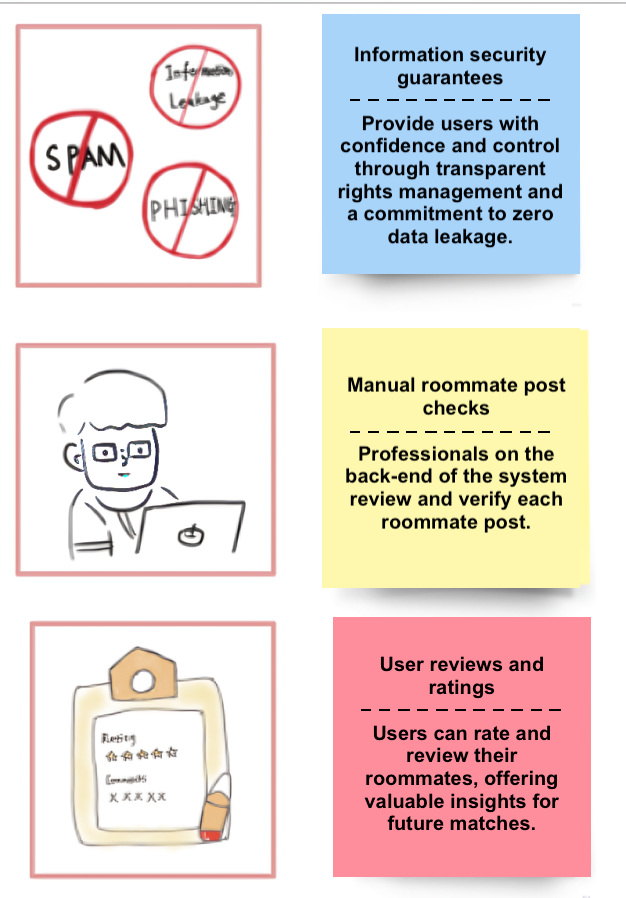 Information
Leakage
SPAM
PHISHING
Information security
guarantees
Provide users with
confidence and control
through transparent
rights management and
a commitment to zero
data leakage.
Manual roommate post
checks
Professionals on the
back-end of the system
review and verify each
roommate post.
Rating
Comments
X X X X X
User reviews and
ratings
Users can rate and
review their
roommates, offering
valuable insights for
future matches.